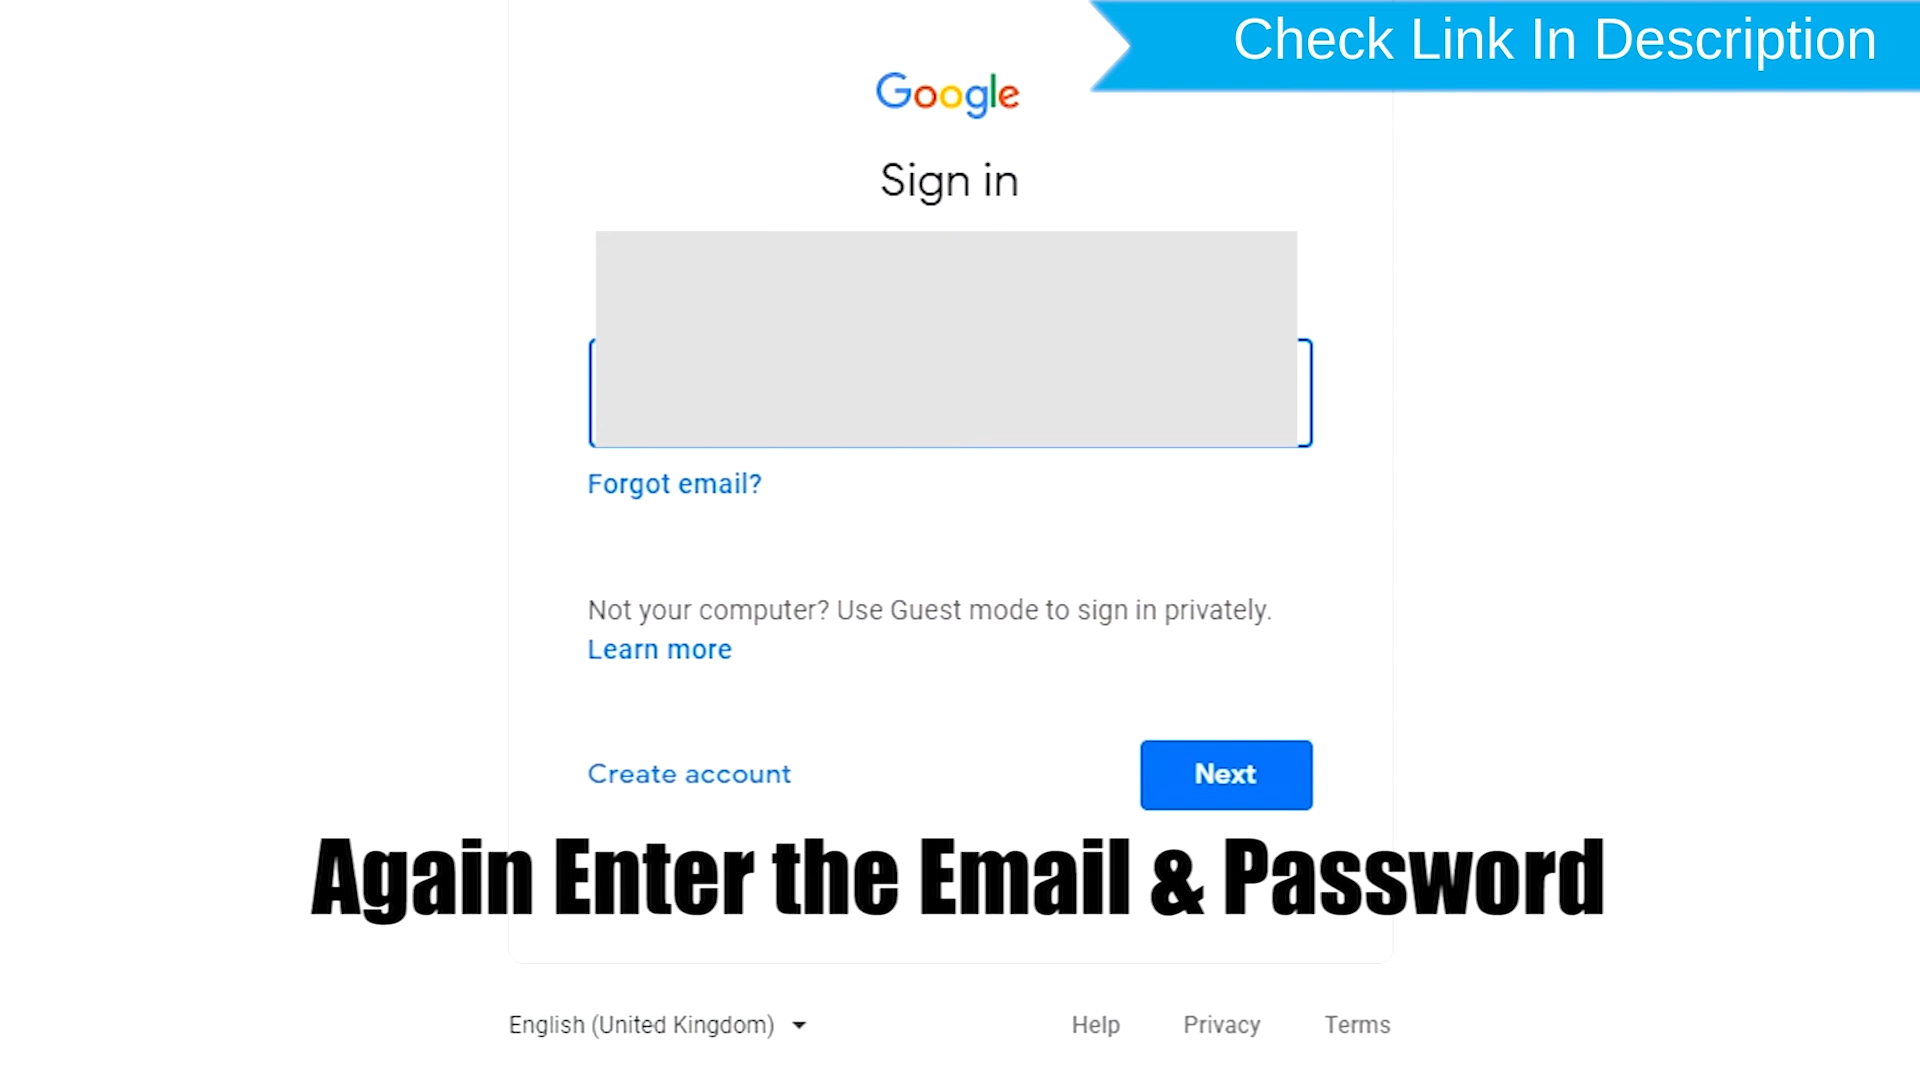 Check Link In Description
Google
Sign in
Forgot email?
Not your computer? Use Guest mode to sign in privately.
Learn more
Create account
Next
Again Enter the Email & Password
English (United Kingdom)
Help Privacy Terms